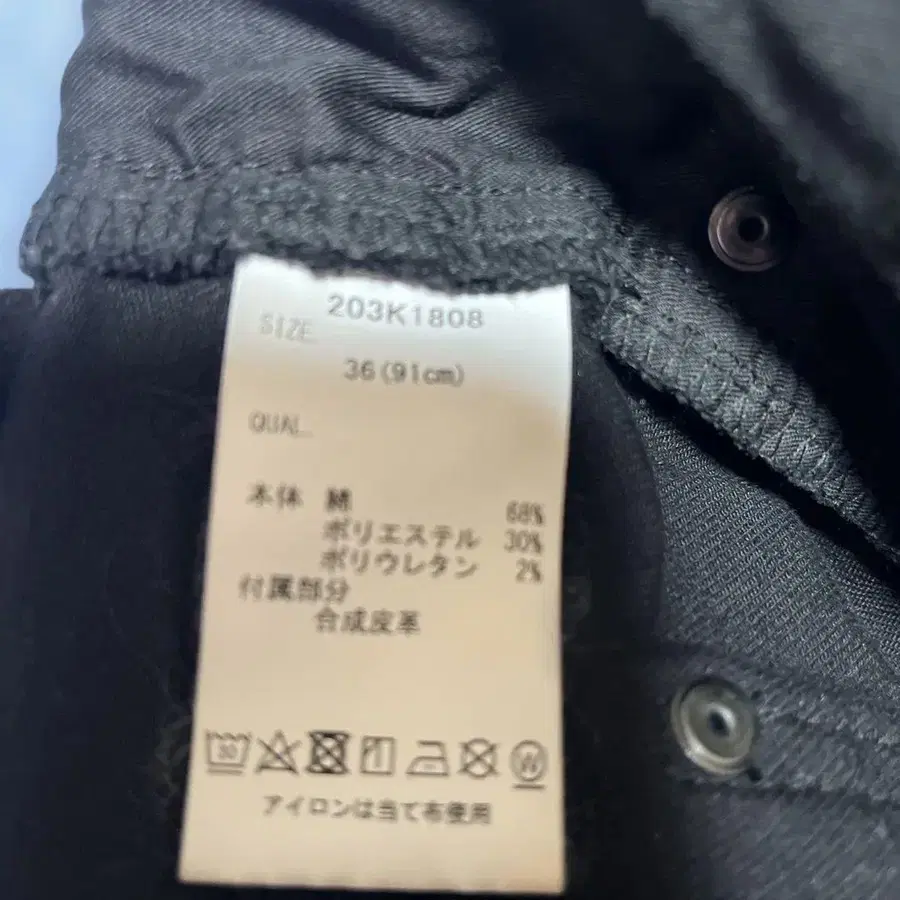 203K1808
SIZE
36(91cm)
QUAL.
本体 綿 68%
ポリエステル 30%
ポリウレタン 2%
付属部分
合成皮革
30
W
アイロンは当て布使用